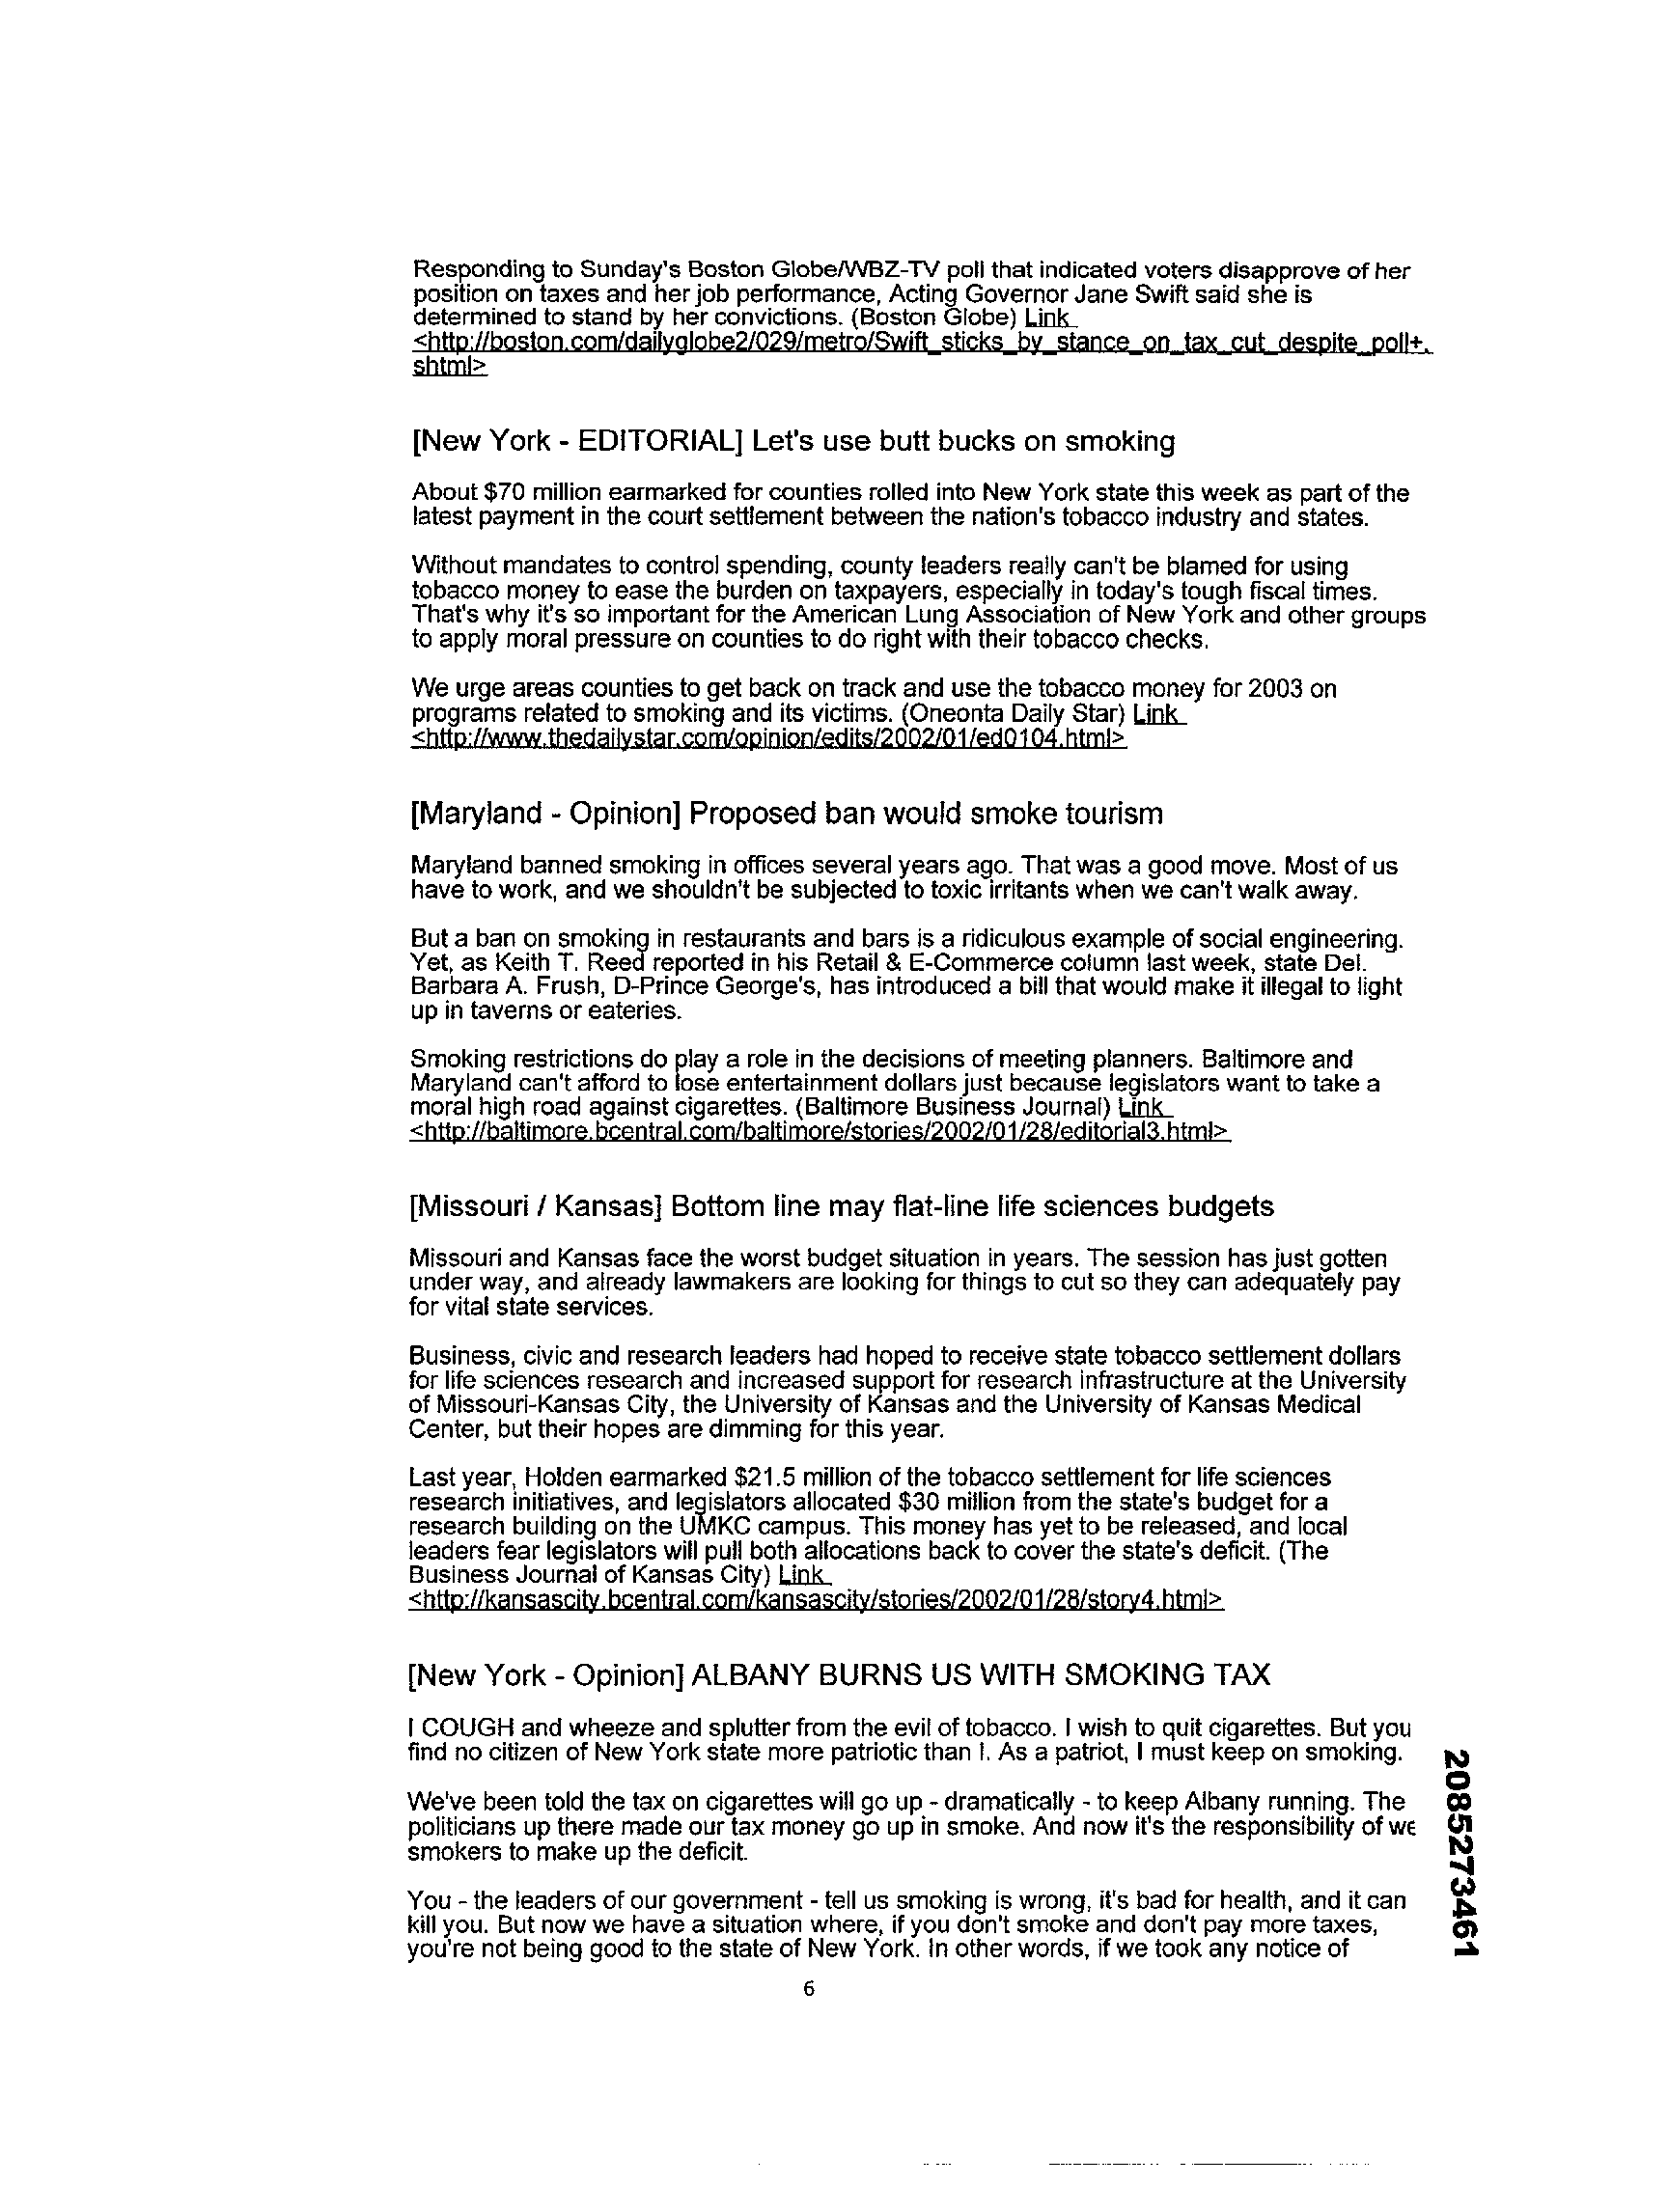 Responding to Sunday's Boston Globe/WBZ-TV poll that indicated voters disapprove of her
position on taxes and her job performance, Acting Governor Jane Swift said she is
determined to stand by her convictions. (Boston Globe) Link
<http://boston.com/dailyglobe2/029/metro/Swift_sticks_by_stance_on_tax_cut_despite_poll+.
shtml>
[New York - EDITORIAL] Let's use butt bucks on smoking
About $70 million earmarked for counties rolled into New York state this week as part of the
latest payment in the court settlement between the nation's tobacco industry and states.
Without mandates to control spending, county leaders really can't be blamed for using
tobacco money to ease the burden on taxpayers, especially in today's tough fiscal times.
That's why it's so important for the American Lung Association of New York and other groups
to apply moral pressure on counties to do right with their tobacco checks.
We urge areas counties to get back on track and use the tobacco money for 2003 on
programs related to smoking and its victims. (Oneonta Daily Star) Link
<http://www.thedailystar.com/opinion/edits/2002/01/ed0104.html>
[Maryland - Opinion] Proposed ban would smoke tourism
Maryland banned smoking in offices several years ago. That was a good move. Most of us
have to work, and we shouldn't be subjected to toxic irritants when we can't walk away.
But a ban on smoking in restaurants and bars is a ridiculous example of social engineering.
Yet, as Keith T. Reed reported in his Retail & E-Commerce column last week, state Del.
Barbara A. Frush, D-Prince George's, has introduced a bill that would make it illegal to light
up in taverns or eateries.
Smoking restrictions do play a role in the decisions of meeting planners. Baltimore and
Maryland can't afford to lose entertainment dollars just because legislators want to take a
moral high road against cigarettes. (Baltimore Business Journal) Link
<http://baltimore.bcentral.com/baltimore/stories/2002/01/28/editorial3.html>
[Missouri / Kansas] Bottom line may flat-line life sciences budgets
Missouri and Kansas face the worst budget situation in years. The session has just gotten
under way, and already lawmakers are looking for things to cut so they can adequately pay
for vital state services.
Business, civic and research leaders had hoped to receive state tobacco settlement dollars
for life sciences research and increased support for research infrastructure at the University
of Missouri-Kansas City, the University of Kansas and the University of Kansas Medical
Center, but their hopes are dimming for this year.
Last year, Holden earmarked $21.5 million of the tobacco settlement for life sciences
research initiatives, and legislators allocated $30 million from the state's budget for a
research building on the UMKC campus. This money has yet to be released, and local
leaders fear legislators will pull both allocations back to cover the state's deficit. (The
Business Journal of Kansas City) Link
<http://kansascity.bcentral.com/kansascity/stories/2002/01/28/story4.html>
[New York - Opinion] ALBANY BURNS US WITH SMOKING TAX
I COUGH and wheeze and splutter from the evil of tobacco. I wish to quit cigarettes. But you
find no citizen of New York state more patriotic than I. As a patriot, I must keep on smoking.
We've been told the tax on cigarettes will go up - dramatically - to keep Albany running. The
politicians up there made our tax money go up in smoke. And now it's the responsibility of we
smokers to make up the deficit.
You - the leaders of our government - tell us smoking is wrong, it's bad for health, and it can
kill you. But now we have a situation where, if you don't smoke and don't pay more taxes,
you're not being good to the state of New York. In other words, if we took any notice of
6
2085273461